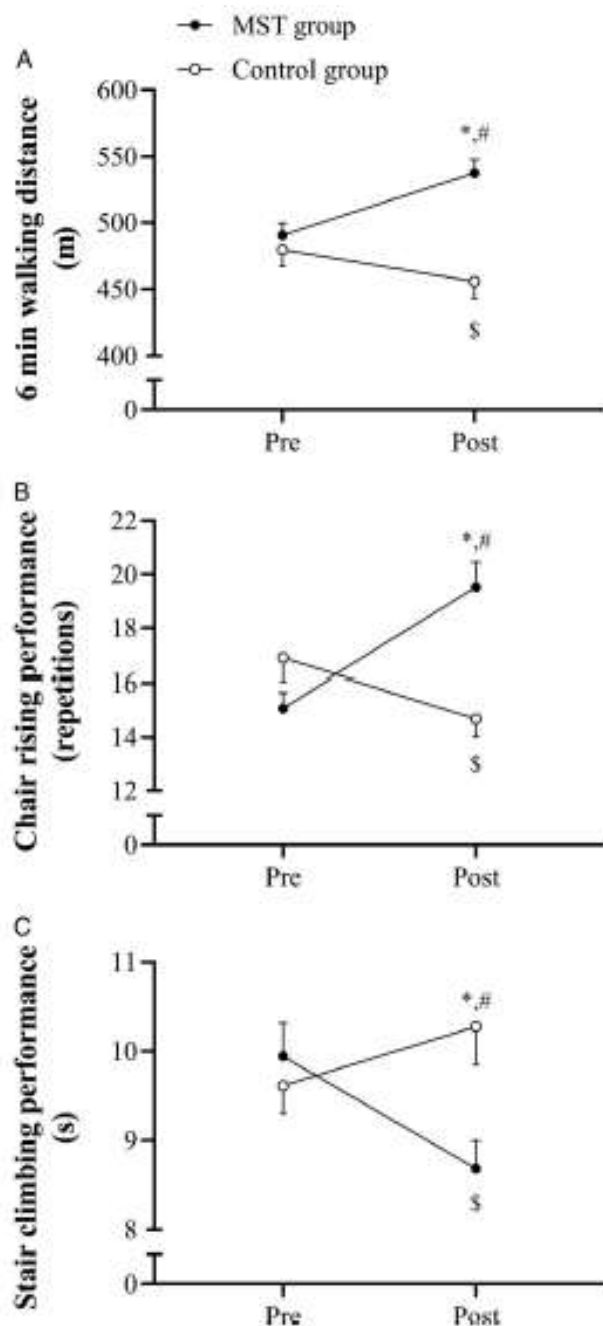 MST group
Control group
A
6 min walking distance
(m)
600
550
500
450
400
0
*,#
$
Pre
Post
B
Chair rising performance
(repetitions)
22
20
18
16
14
12
0
*,#
$
Pre
Post
C
Stair climbing performance
(s)
11
10
9
8
0
*,#
$
Pre
Post